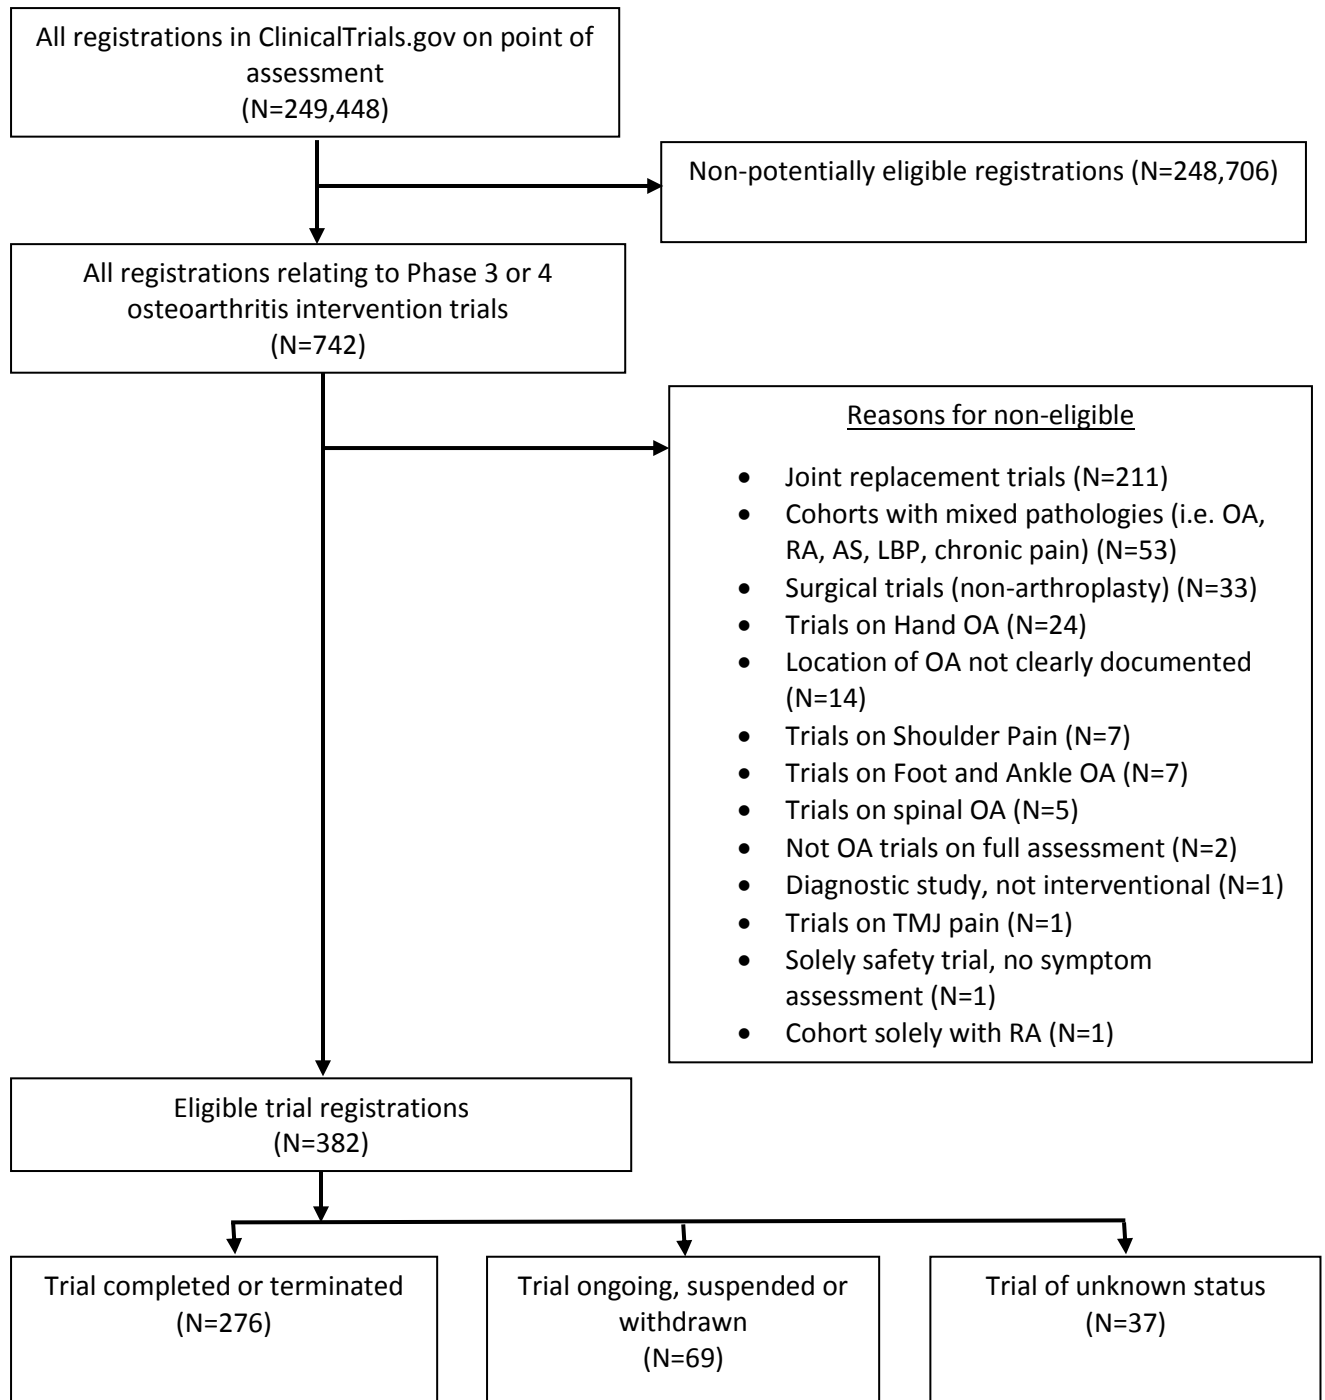 All registrations in ClinicalTrials.gov on point of
assessment
(N=249,448)
Non-potentially eligible registrations (N=248,706)
All registrations relating to Phase 3 or 4
osteoarthritis intervention trials
(N=742)
Reasons for non-eligible
• Joint replacement trials (N=211)
• Cohorts with mixed pathologies (i.e. OA,
RA, AS, LBP, chronic pain) (N=53)
• Surgical trials (non-arthroplasty) (N=33)
• Trials on Hand OA (N=24)
• Location of OA not clearly documented
(N=14)
• Trials on Shoulder Pain (N=7)
• Trials on Foot and Ankle OA (N=7)
• Trials on spinal OA (N=5)
• Not OA trials on full assessment (N=2)
• Diagnostic study, not interventional (N=1)
• Trials on TMJ pain (N=1)
• Solely safety trial, no symptom
assessment (N=1)
• Cohort solely with RA (N=1)
Eligible trial registrations
(N=382)
Trial completed or terminated
(N=276)
Trial ongoing, suspended or
withdrawn
(N=69)
Trial of unknown status
(N=37)